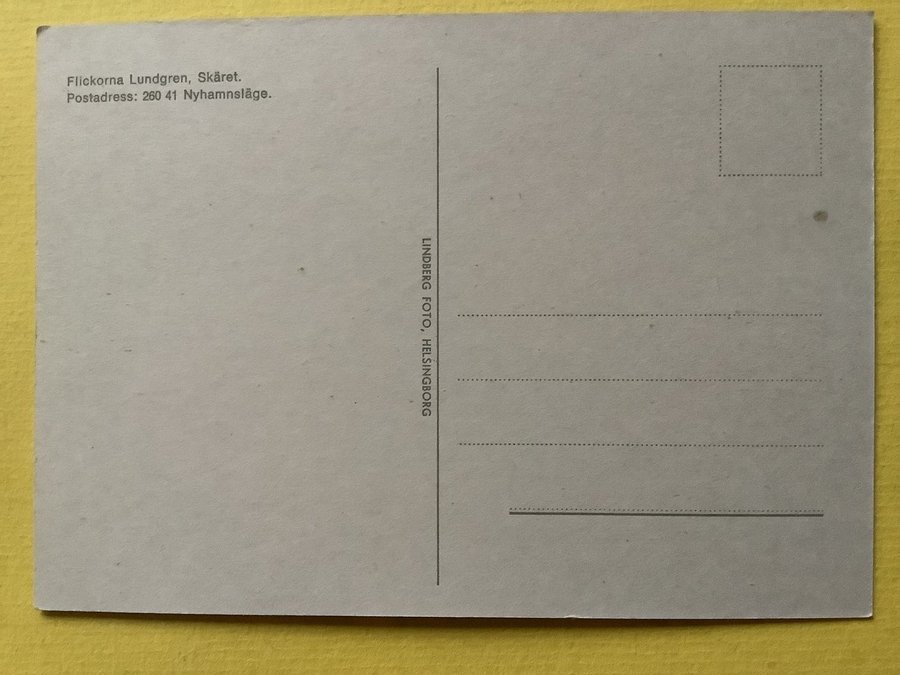 Flickorna Lundgren, Skäret.
Postadress: 260 41 Nyhamnsläge.
LINDBERG FOTO, HELSINGBORG